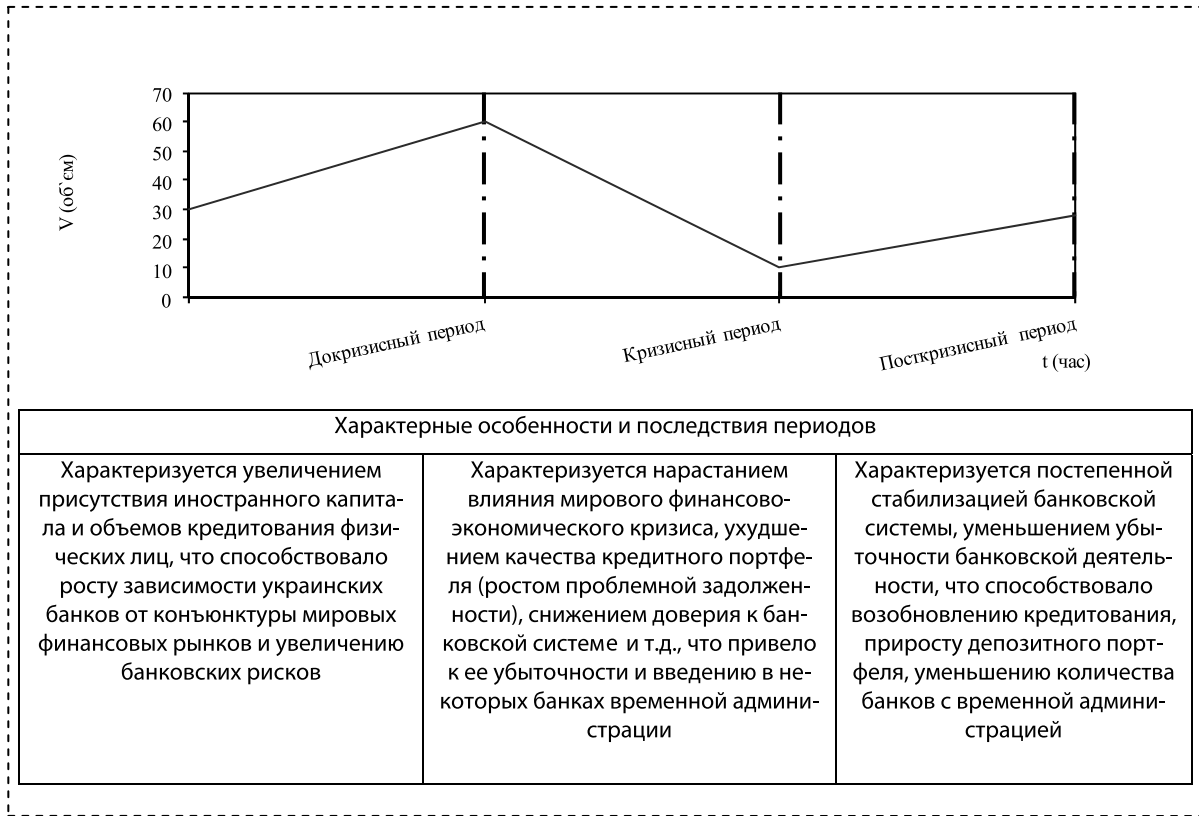 70
60
50
40
30
20
10
0
V (об`єм)
Докризисный период
Кризисный период
Посткризисный период
t (час)
Характерные особенности и последствия периодов
Характеризуется увеличением
присутствия иностранного капита-
ла и объемов кредитования физи-
ческих лиц, что способствовало
росту зависимости украинских
банков от конъюнктуры мировых
финансовых рынков и увеличению
банковских рисков
Характеризуется нарастанием
влияния мирового финансово-
экономического кризиса, ухудше-
нием качества кредитного портфе-
ля (ростом проблемной задолжен-
ности), снижением доверия к бан-
ковской системе и т.д., что привело
к ее убыточности и введению в не-
которых банках временной админи-
страции
Характеризуется постепенной
стабилизацией банковской
системы, уменьшением убы-
точности банковской деятель-
ности, что способствовало
возобновлению кредитования,
приросту депозитного порт-
феля, уменьшению количества
банков с временной админи-
страцией